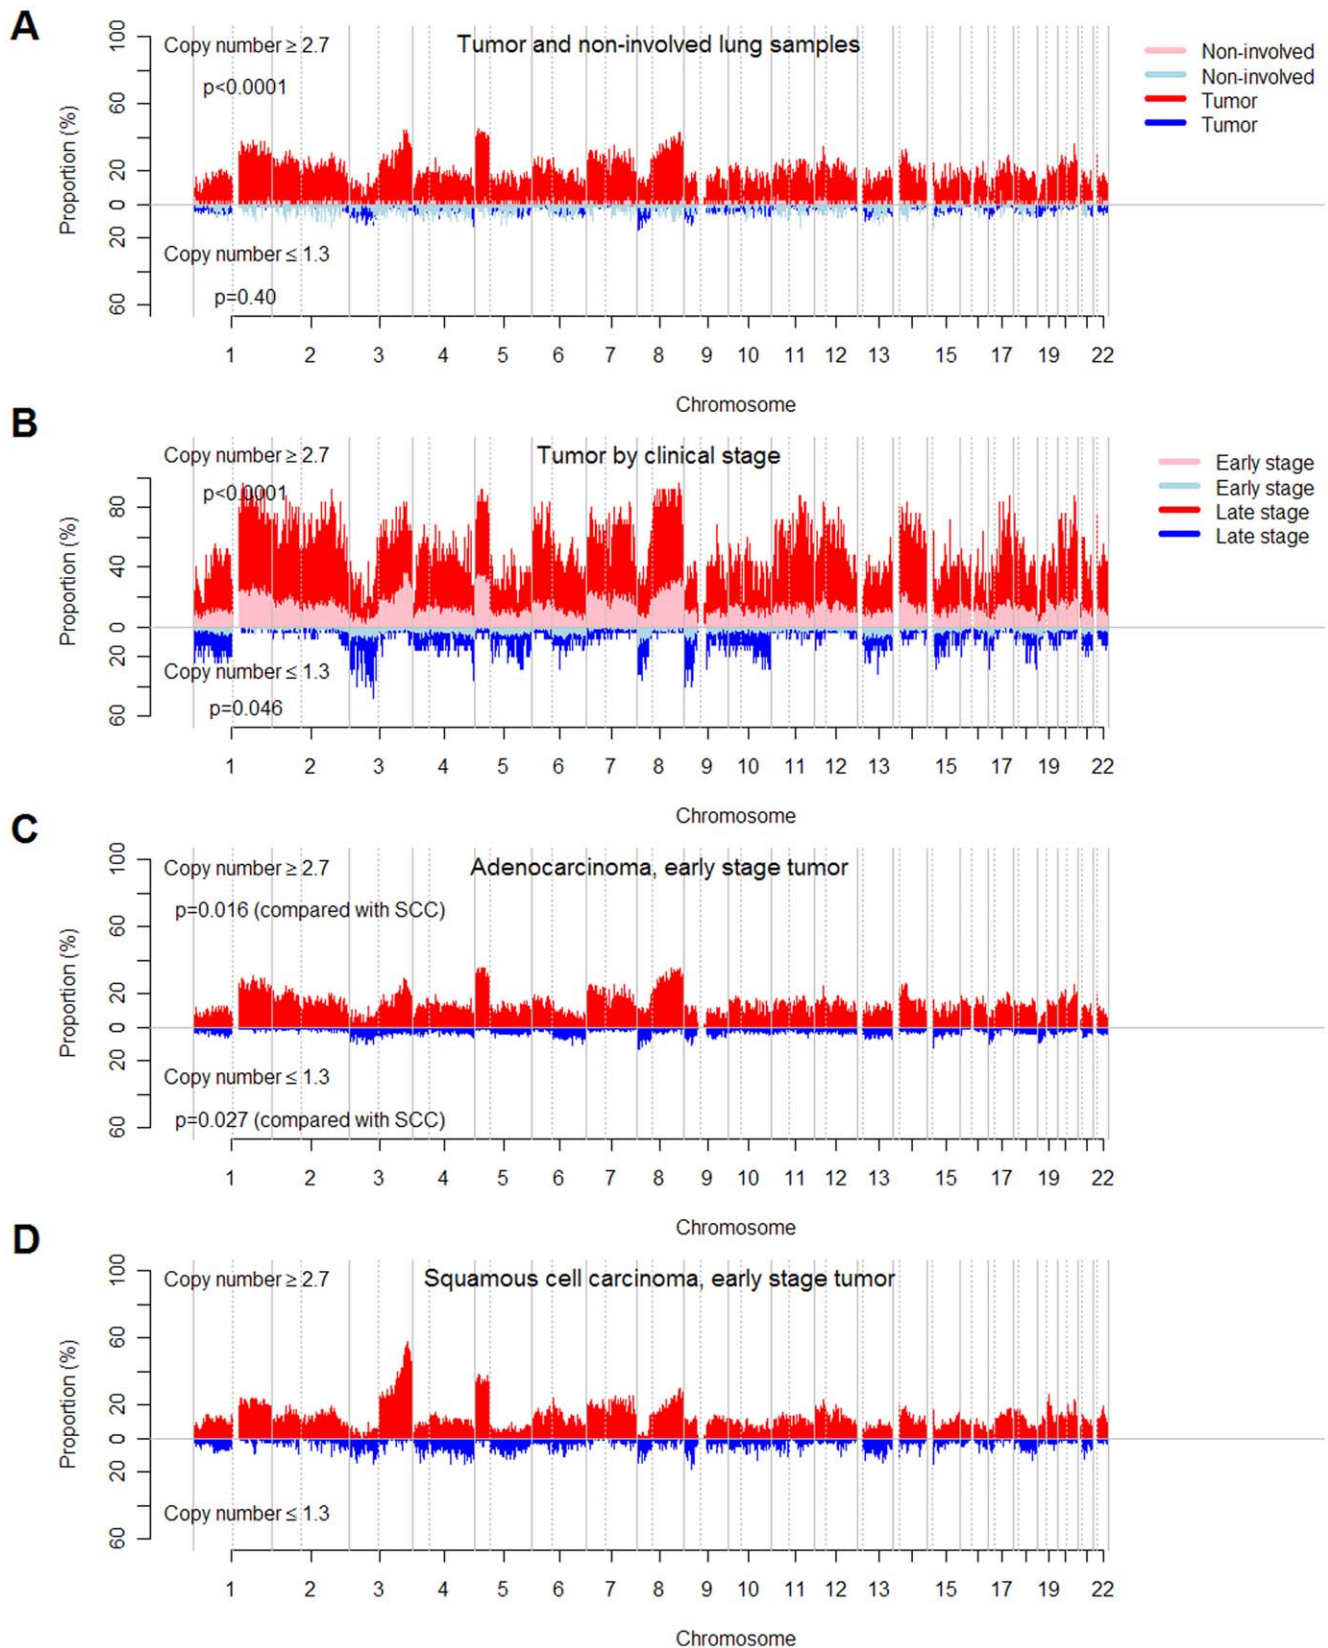 A
Tumor and non-involved lung samples
Copy number ≥ 2.7
p<0.0001
Copy number ≤ 1.3
p=0.40
Proportion (%)
100
60
20
0
20
60
1 2 3 4 5 6 7 8 9 10 11 12 13 15 17 19 22
Chromosome
Non-involved
Non-involved
Tumor
Tumor
B
Tumor by clinical stage
Copy number ≥ 2.7
p<0.0001
Copy number ≤ 1.3
p=0.046
Proportion (%)
80
40
0
20
60
1 2 3 4 5 6 7 8 9 10 11 12 13 15 17 19 22
Chromosome
Early stage
Early stage
Late stage
Late stage
C
Adenocarcinoma, early stage tumor
Copy number ≥ 2.7
p=0.016 (compared with SCC)
Copy number ≤ 1.3
p=0.027 (compared with SCC)
Proportion (%)
100
60
20
0
20
60
1 2 3 4 5 6 7 8 9 10 11 12 13 15 17 19 22
Chromosome
D
Squamous cell carcinoma, early stage tumor
Copy number ≥ 2.7
Copy number ≤ 1.3
Proportion (%)
100
60
20
0
20
60
1 2 3 4 5 6 7 8 9 10 11 12 13 15 17 19 22
Chromosome